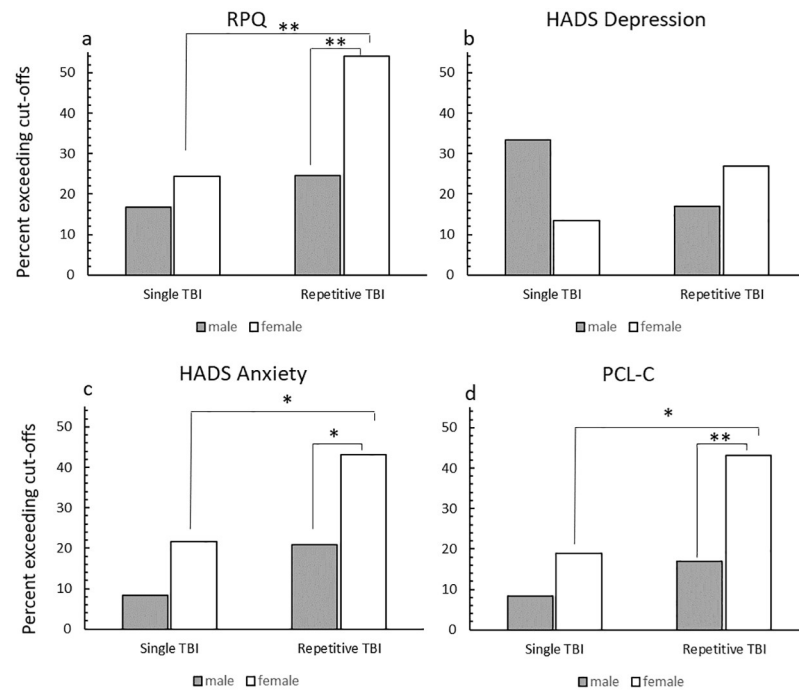 a
RPQ
Percent exceeding cut-offs
50
40
30
20
10
0
**
**
Single TBI
Repetitive TBI
male
female
b
HADS Depression
50
40
30
20
10
0
Single TBI
Repetitive TBI
male
female
c
HADS Anxiety
Percent exceeding cut-offs
50
40
30
20
10
0
*
*
Single TBI
Repetitive TBI
male
female
d
PCL-C
50
40
30
20
10
0
*
**
Single TBI
Repetitive TBI
male
female